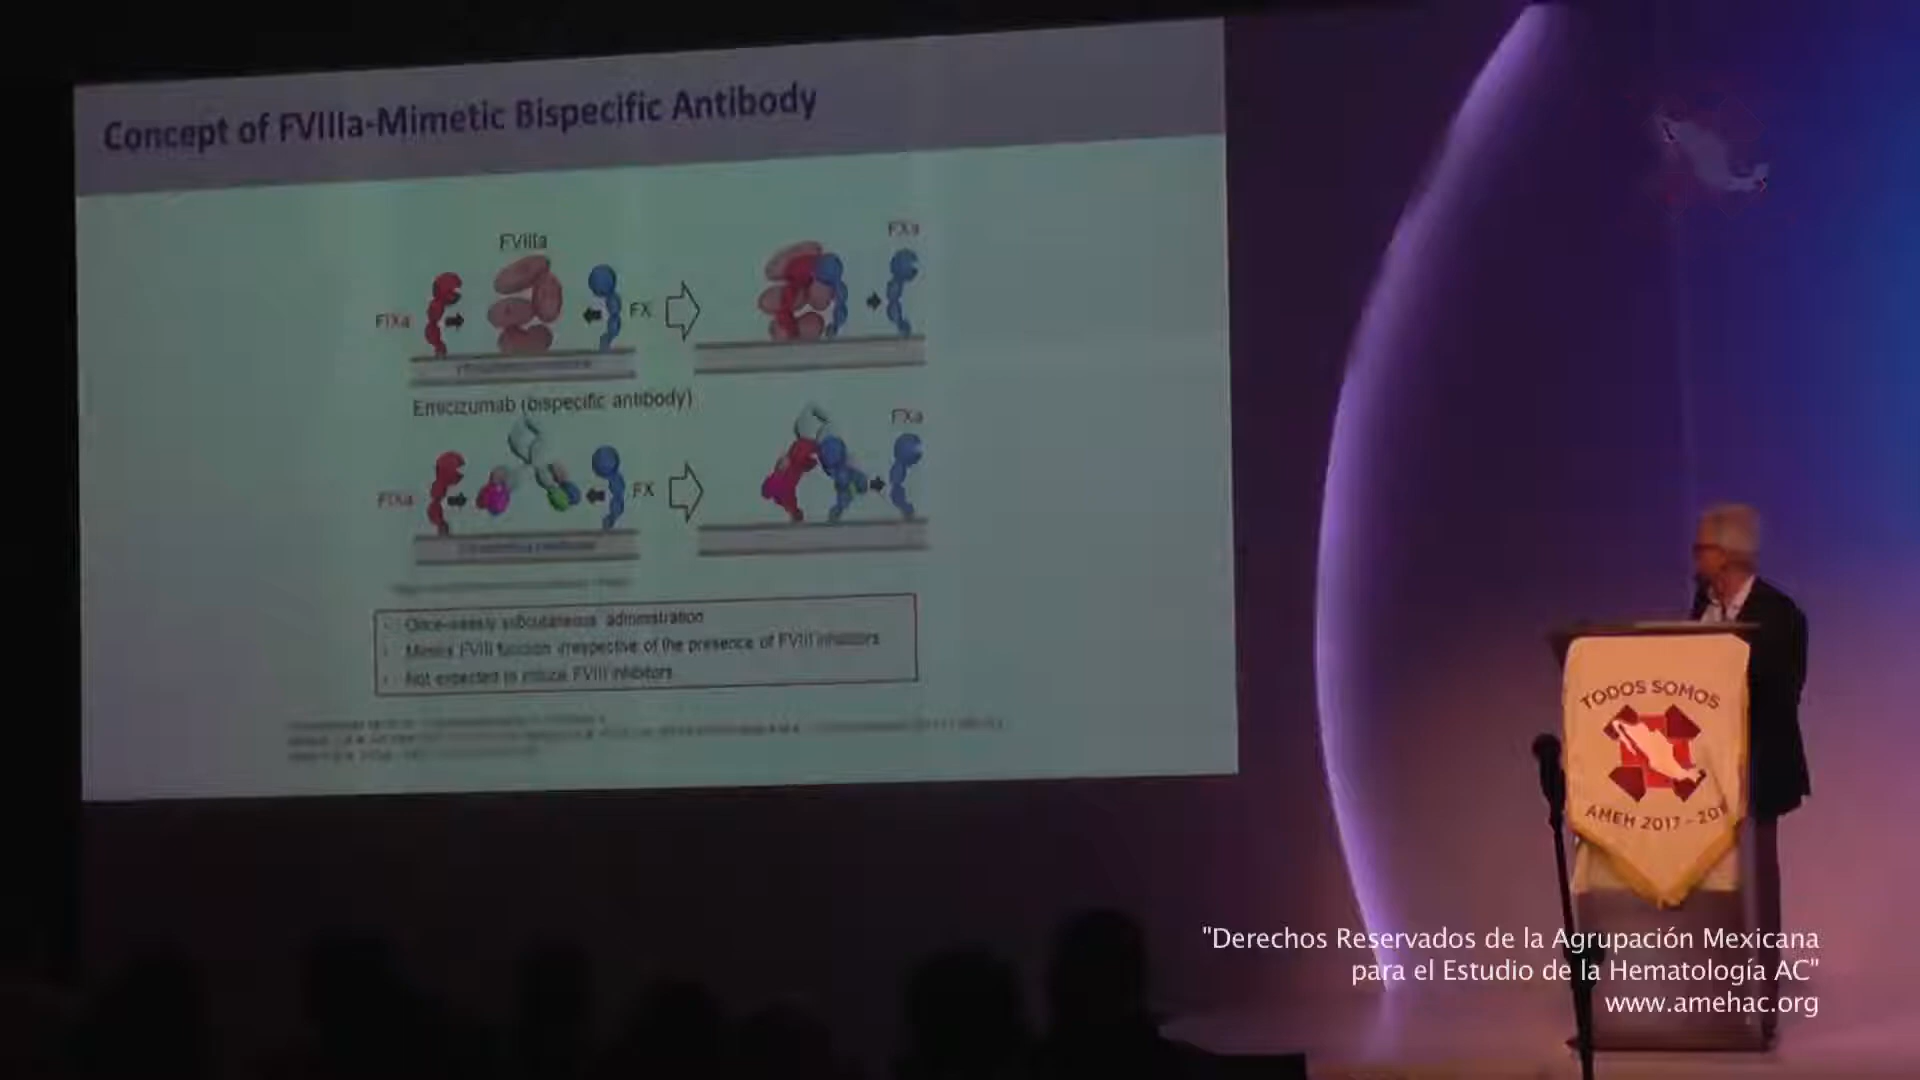 Concept of FVIIIa-Mimetic Bispecific Antibody
FVIIIa
FXa
FIXa
FX
Emicizumab (bispecific antibody)
FXa
FIXa
FX
Once-weekly subcutaneous administration
Mimics FVIII function irrespective of the presence of FVIII inhibitors
Not expected to induce FVIII inhibitors
TODOS SOMOS
AMEH 2017 - 201
"Derechos Reservados de la Agrupación Mexicana
para el Estudio de la Hematología AC"
www.amehac.org